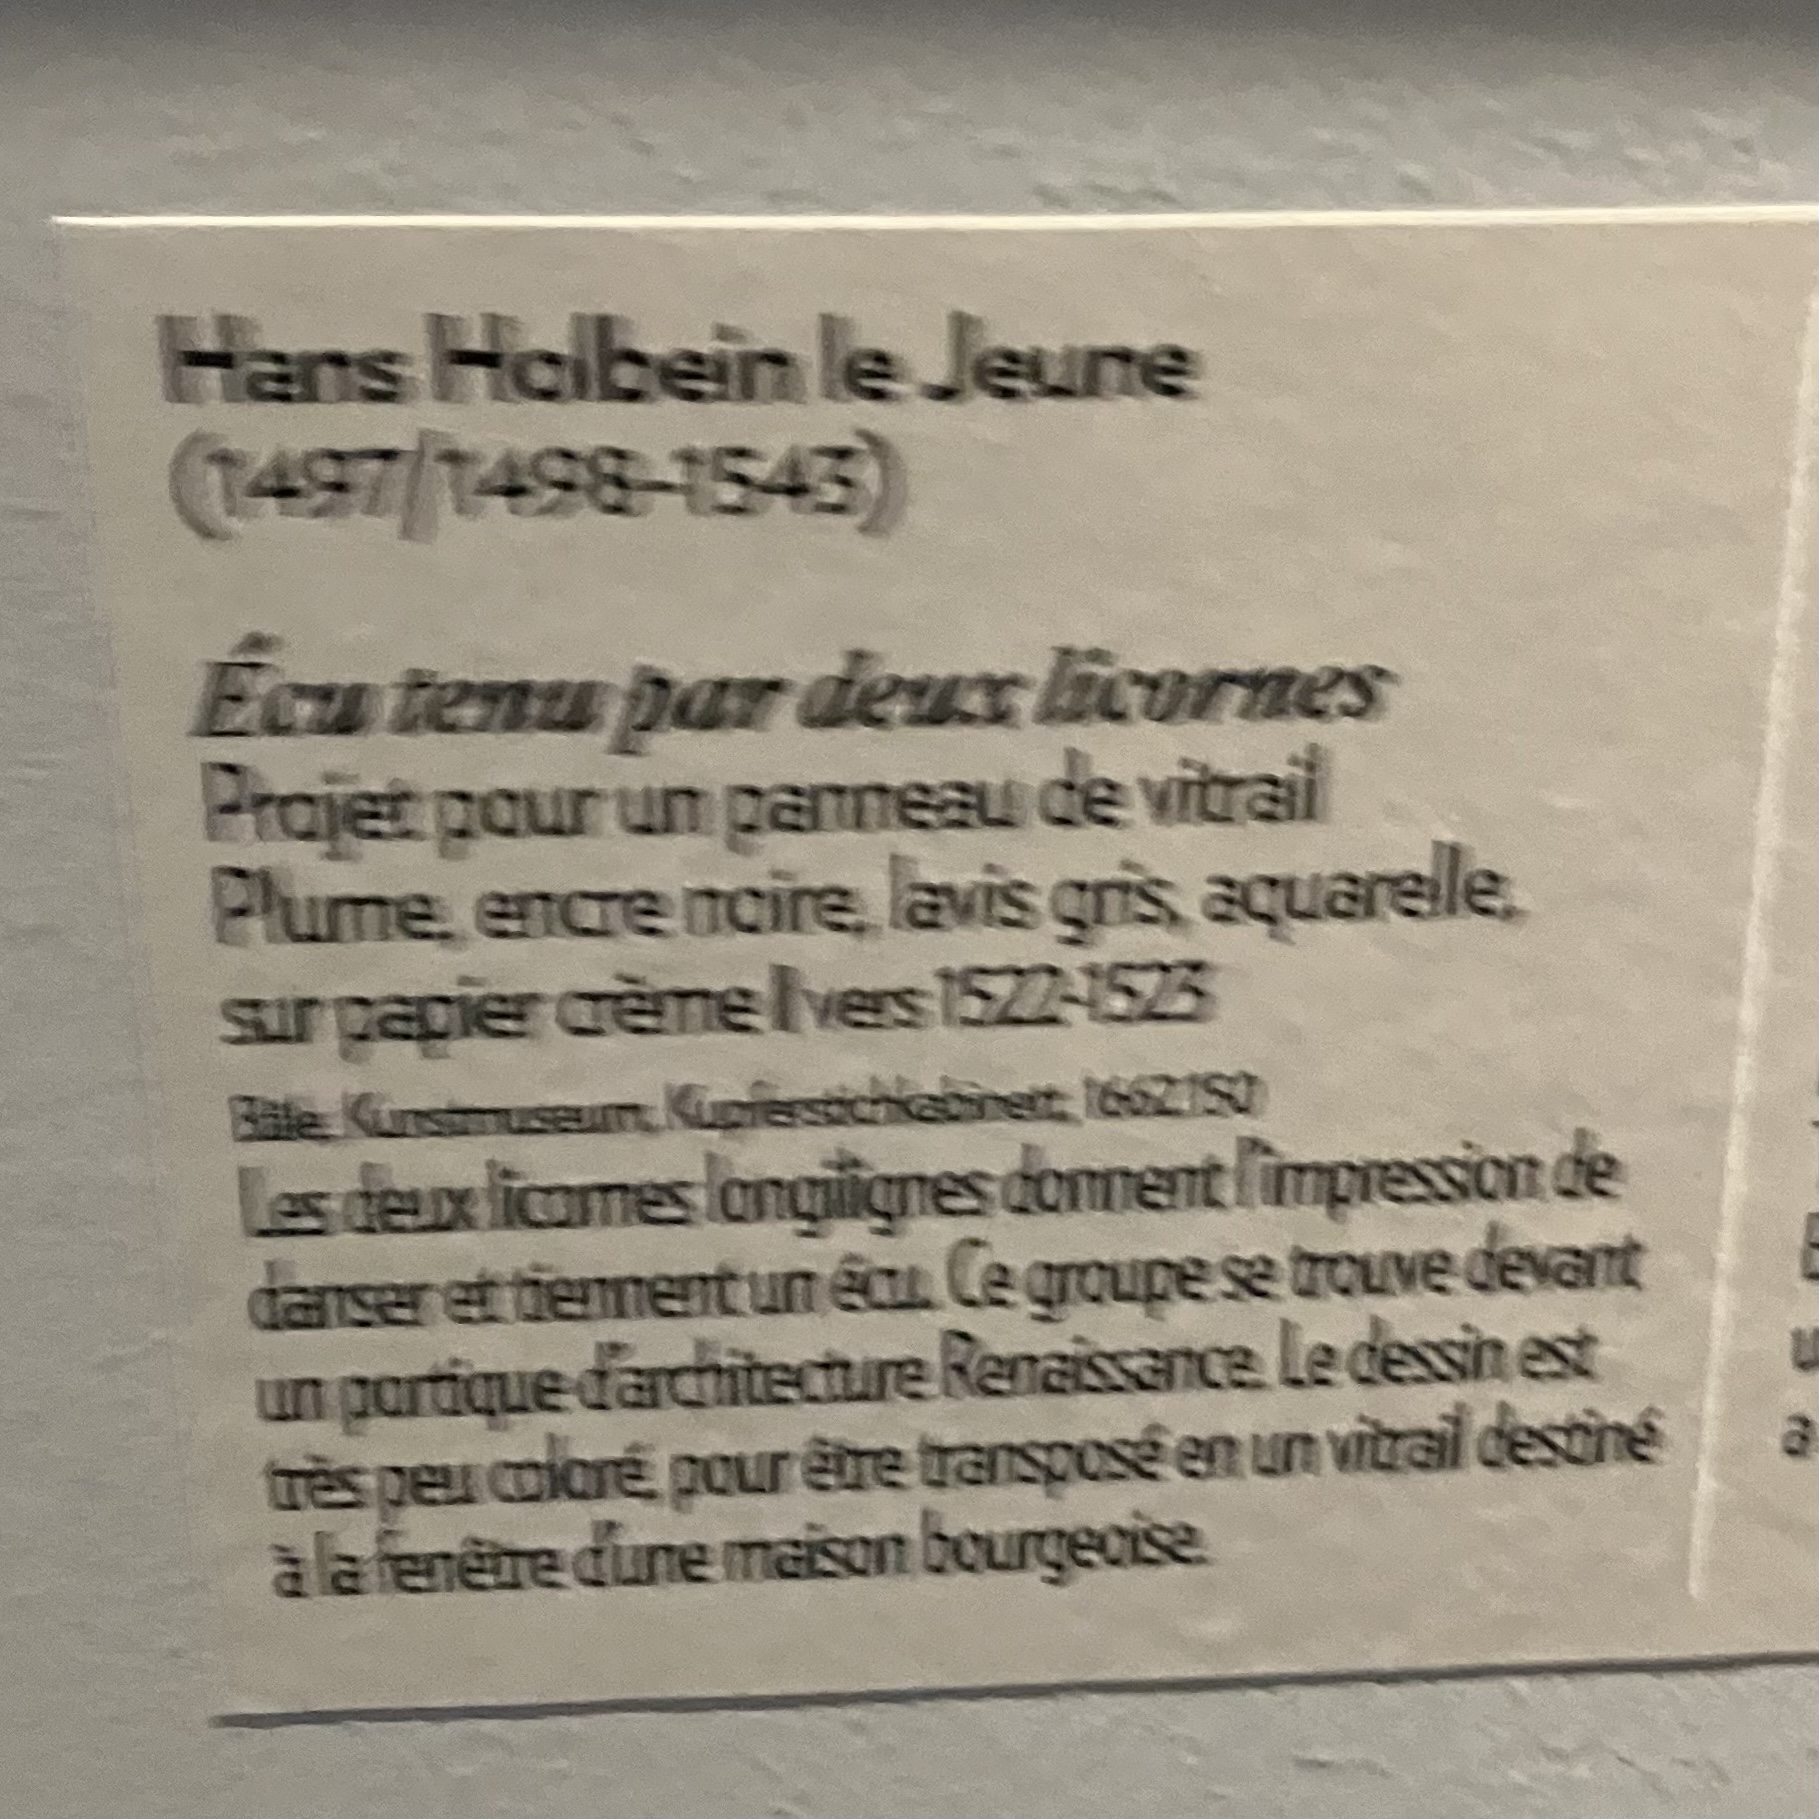 Hans Holbein le Jeune
(1497/1498-1543)
Écu tenu par deux licornes
Projet pour un panneau de vitrail
Plume, encre noire, lavis gris, aquarelle,
sur papier crème | vers 1522-1523
Bâle, Kunstmuseum, Kupferstichkabinett, 1662.150
Les deux licornes longilignes donnent l'impression de
danser et tiennent un écu. Ce groupe se trouve devant
un portique d'architecture Renaissance. Le dessin est
très peu coloré, pour être transposé en un vitrail destiné
à la fenêtre d'une maison bourgeoise.